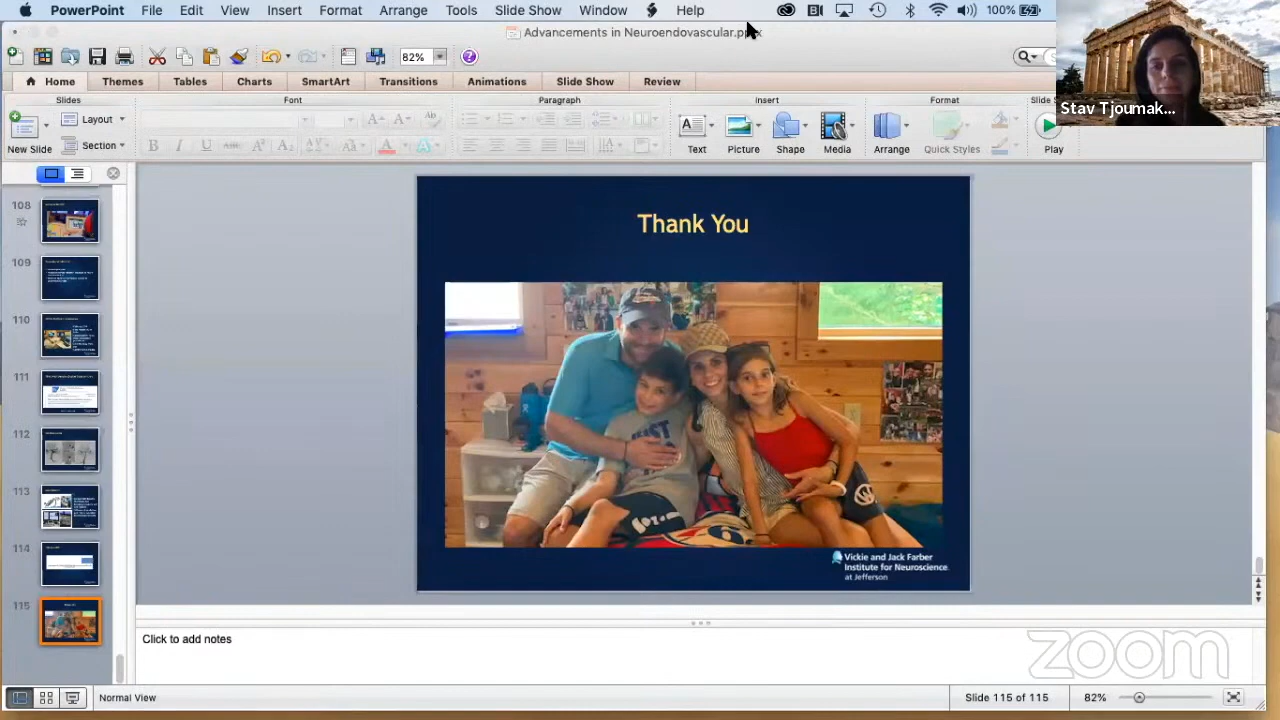 PowerPoint File Edit View Insert Format Arrange Tools Slide Show Window Help 100%
Advancements in Neuroendovascular.pptx
82%
Stav Tjoumak...
Home Themes Tables Charts SmartArt Transitions Animations Slide Show Review
Slides Font Paragraph Insert Format Slide S
New Slide Layout Section
B I U ABC
Text Picture Shape Media Arrange Quick Styles Play
108
109
110
111
112
113
114
115
Thank You
Vickie and Jack Farber
Institute for Neuroscience
at Jefferson
Click to add notes
zoom
Normal View Slide 115 of 115 82%